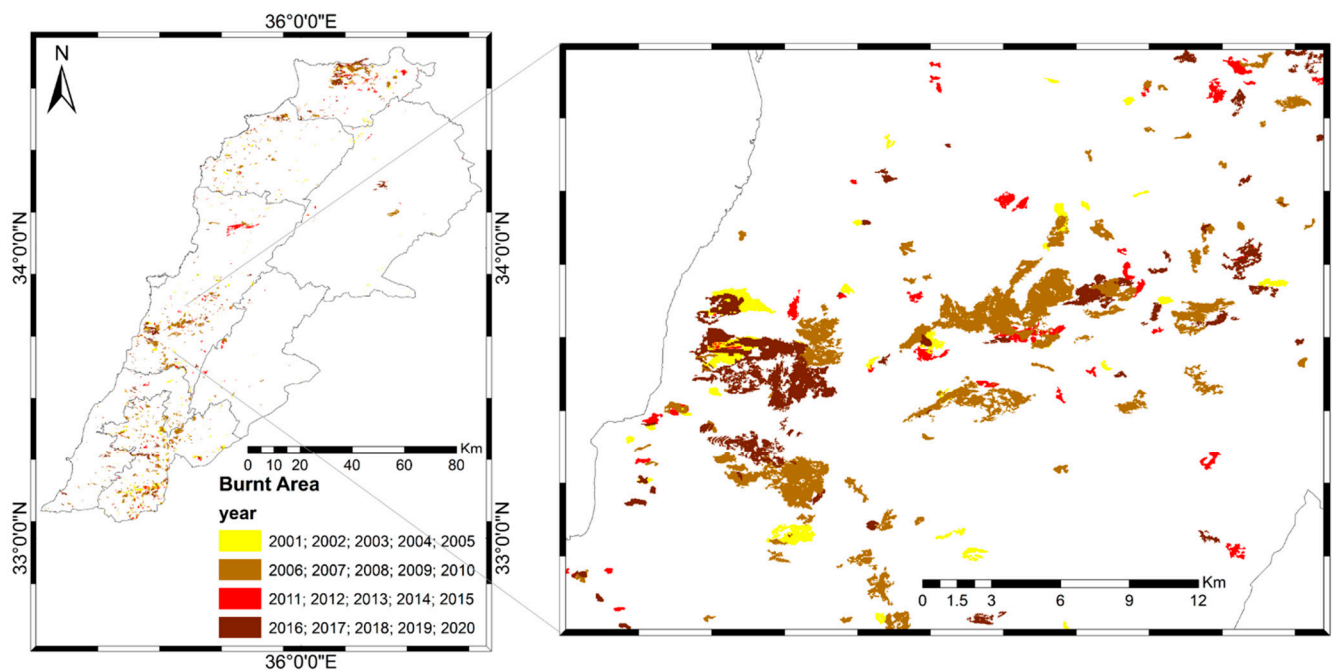 36°0'0"E
N
34°0'0"N
34°0'0"N
33°0'0"N
33°0'0"N
Km
0 5 10 20 40 60 80
Burnt Area
year
2001; 2002; 2003; 2004; 2005
2006; 2007; 2008; 2009; 2010
2011; 2012; 2013; 2014; 2015
2016; 2017; 2018; 2019; 2020
36°0'0"E
Km
0 1.5 3 6 9 12